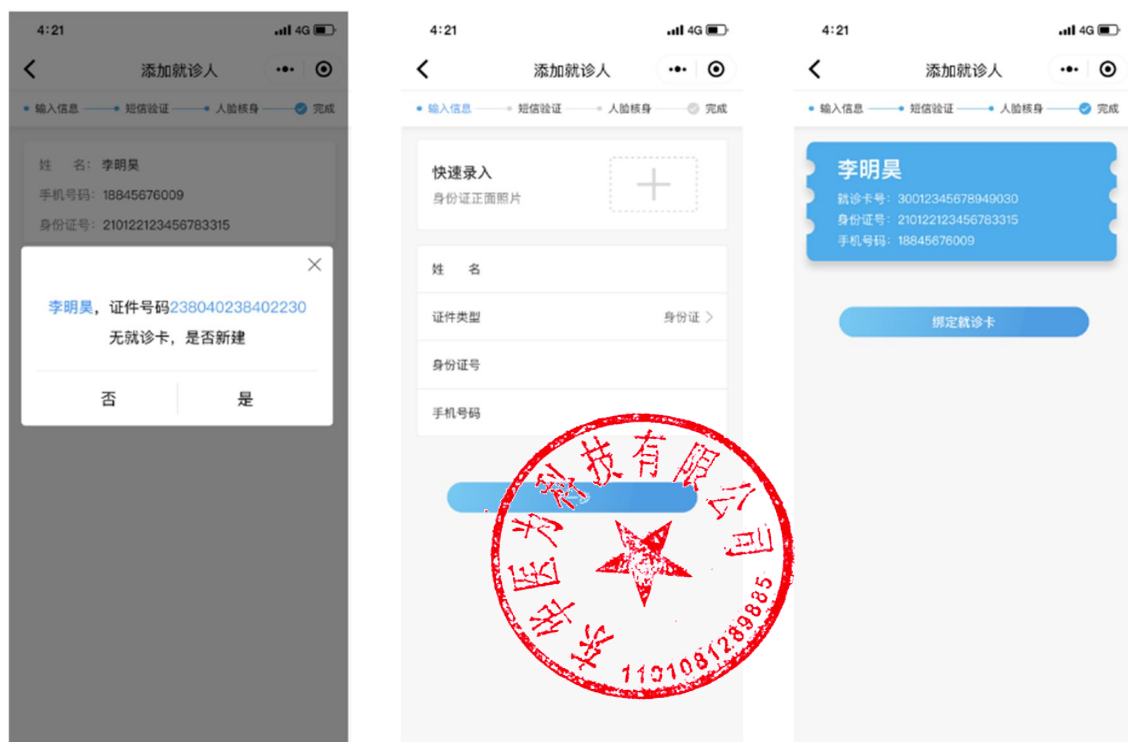 4:21
4G
添加就诊人
输入信息 短信验证 人脸核身 完成
姓 名: 李明昊
手机号码: 18845676009
身份证号: 210122123456783315
李明昊, 证件号码238040238402230
无就诊卡, 是否新建
否 是
4:21
4G
添加就诊人
输入信息 短信验证 人脸核身 完成
快速录入
身份证正面照片
姓 名
证件类型 身份证
身份证号
手机号码
东华医为科技有限公司
1101081289885
4:21
4G
添加就诊人
输入信息 短信验证 人脸核身 完成
李明昊
就诊卡号: 30012345678949030
身份证号: 210122123456783315
手机号码: 18845676009
绑定就诊卡